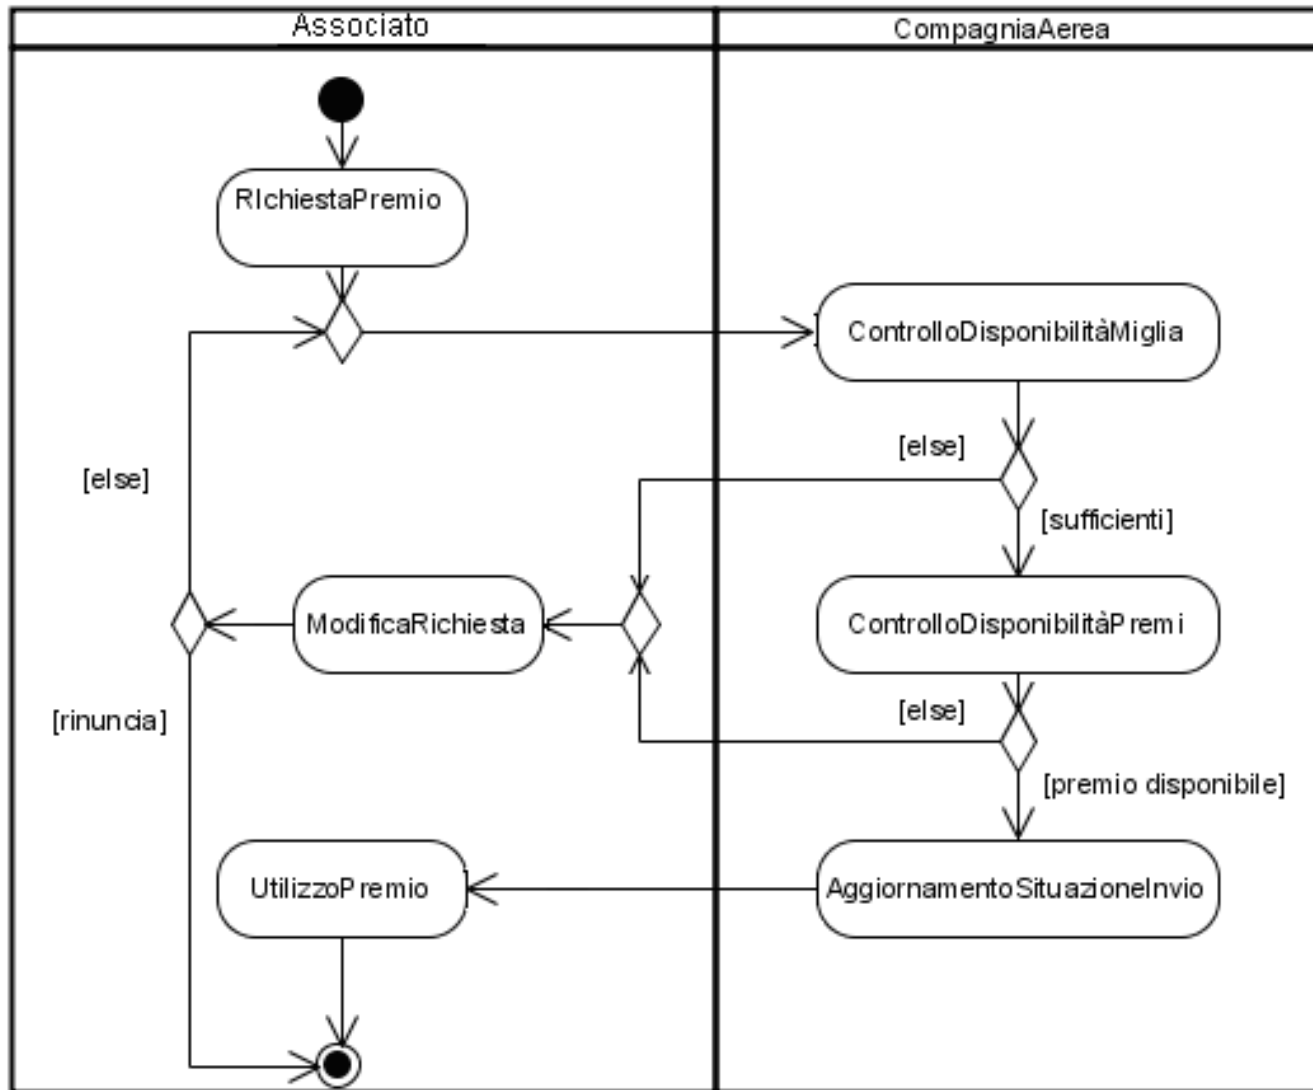 Associato
CompagniaAerea
RIchiestaPremio
ControlloDisponibilitàMiglia
[else]
[else]
[sufficienti]
ModificaRichiesta
ControlloDisponibilitàPremi
[rinuncia]
[else]
[premio disponibile]
UtilizzoPremio
AggiornamentoSituazioneInvio